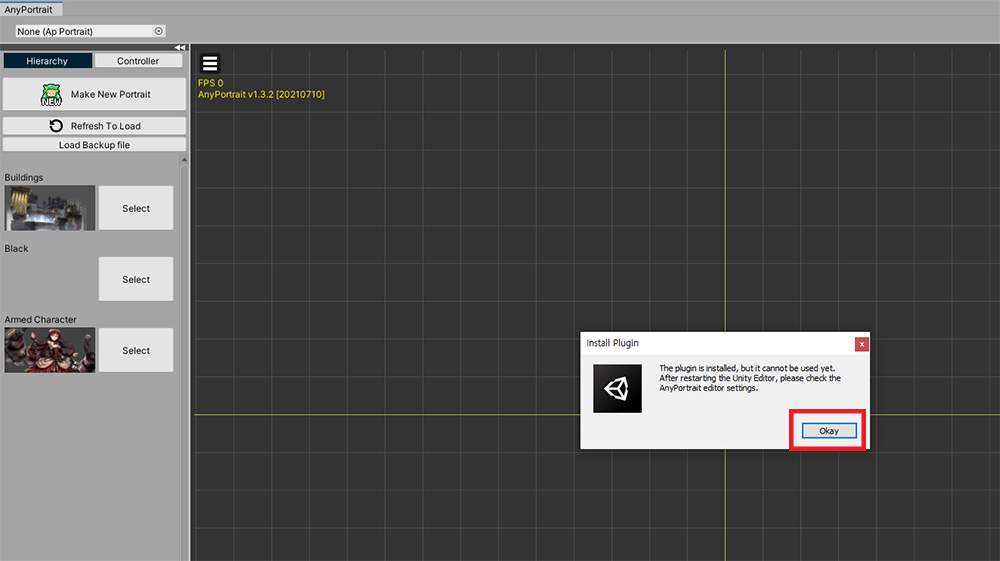 AnyPortrait
None (Ap Portrait)
Hierarchy
Controller
FPS 0
AnyPortrait v1.3.2 [20210710]
NEW
Make New Portrait
Refresh To Load
Load Backup file
Buildings
Select
Black
Select
Armed Character
Select
Install Plugin
x
The plugin is installed, but it cannot be used yet.
After restarting the Unity Editor, please check the
AnyPortrait editor settings.
Okay